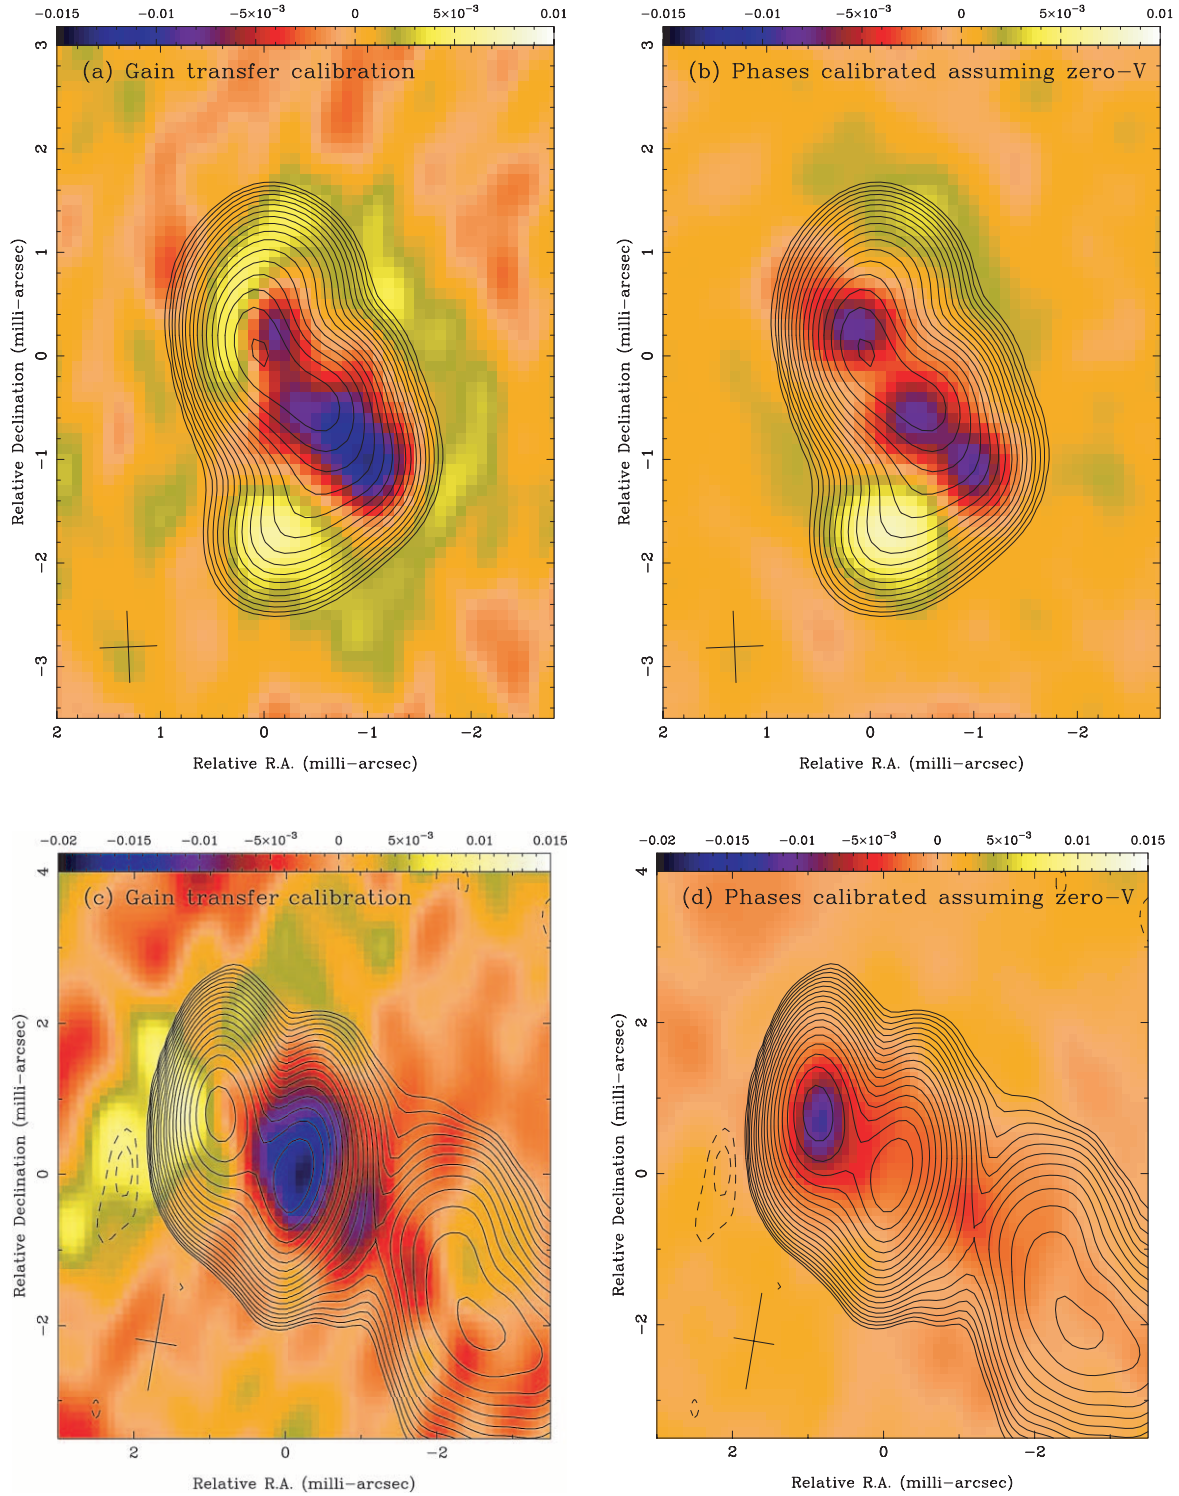 −0.015 −0.01 −5×10⁻³ 0 5×10⁻³ 0.01
(a) Gain transfer calibration
3
2
1
0
−1
−2
−3
Relative Declination (milli−arcsec)
2 1 0 −1 −2
Relative R.A. (milli−arcsec)
−0.015 −0.01 −5×10⁻³ 0 5×10⁻³ 0.01
(b) Phases calibrated assuming zero−V
3
2
1
0
−1
−2
−3
Relative Declination (milli−arcsec)
2 1 0 −1 −2
Relative R.A. (milli−arcsec)
−0.02 −0.015 −0.01 −5×10⁻³ 0 5×10⁻³ 0.01 0.015
(c) Gain transfer calibration
4
2
0
−2
Relative Declination (milli−arcsec)
2 0 −2
Relative R.A. (milli−arcsec)
−0.02 −0.015 −0.01 −5×10⁻³ 0 5×10⁻³ 0.01 0.015
(d) Phases calibrated assuming zero−V
4
2
0
−2
Relative Declination (milli−arcsec)
2 0 −2
Relative R.A. (milli−arcsec)